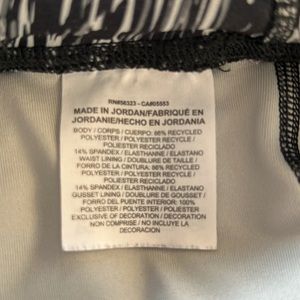 RN#56323 - CA#05553
MADE IN JORDAN/FABRIQUÉ EN
JORDANIE/HECHO EN JORDANIA
BODY / CORPS / CUERPO: 86% RECYCLED
POLYESTER / POLYESTER RECYCLÉ /
POLIÉSTER RECICLADO
14% SPANDEX / ELASTHANNE / ELASTANO
WAIST LINING / DOUBLURE DE TAILLE /
FORRO DE LA CINTURA : 86% RECYCLED
POLYESTER / POLYESTER RECYCLÉ /
POLIÉSTER RECICLADO
14% SPANDEX / ELASTHANNE / ELASTANO
GUSSET LINING / DOUBLURE DE GOUSSET /
FORRO DEL PUENTE INTERIOR: 100%
POLYESTER / POLYESTER / POLIÉSTER
EXCLUSIVE OF DECORATION / DÉCORATION
NON COMPRISE / NO INCLUYE LA
DECORACIÓN